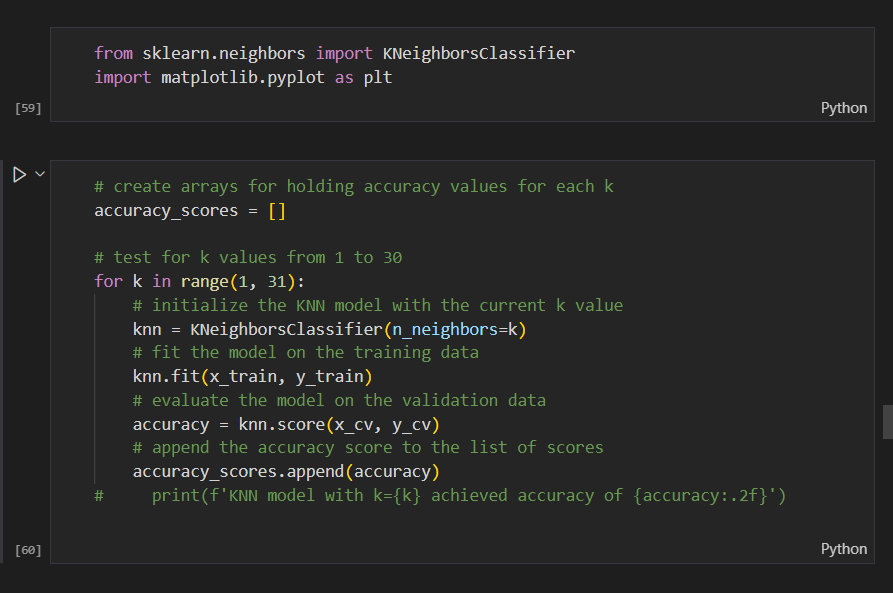 from sklearn.neighbors import KNeighborsClassifier
import matplotlib.pyplot as plt
[59]
Python
# create arrays for holding accuracy values for each k
accuracy_scores = []
# test for k values from 1 to 30
for k in range(1, 31):
    # initialize the KNN model with the current k value
    knn = KNeighborsClassifier(n_neighbors=k)
    # fit the model on the training data
    knn.fit(x_train, y_train)
    # evaluate the model on the validation data
    accuracy = knn.score(x_cv, y_cv)
    # append the accuracy score to the list of scores
    accuracy_scores.append(accuracy)
#     print(f'KNN model with k={k} achieved accuracy of {accuracy:.2f}')
[60]
Python